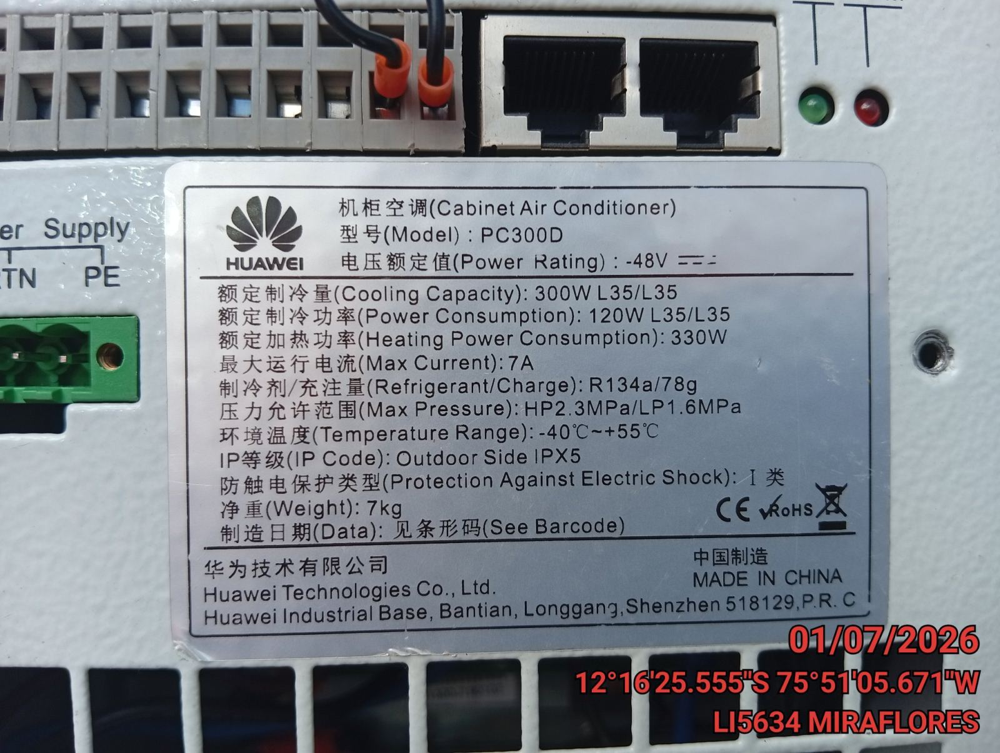 Supply
PE
HUAWEI
机柜空调(Cabinet Air Conditioner)
型号(Model) : PC300D
电压额定值(Power Rating) : -48V
额定制冷量(Cooling Capacity): 300W L35/L35
额定制冷功率(Power Consumption): 120W L35/L35
额定加热功率(Heating Power Consumption): 330W
最大运行电流(Max Current): 7A
制冷剂/充注量(Refrigerant/Charge): R134a/78g
压力允许范围(Max Pressure): HP2.3MPa/LP1.6MPa
环境温度(Temperature Range): -40℃~+55℃
IP等级(IP Code): Outdoor Side IPX5
防触电保护类型(Protection Against Electric Shock): I 类
净重(Weight): 7kg
CE RoHS
制造日期(Data): 见条形码(See Barcode)
华为技术有限公司
中国制造
MADE IN CHINA
Huawei Technologies Co., Ltd.
Huawei Industrial Base, Bantian, Longgang,Shenzhen 518129,P.R. C
01/07/2026
12°16'25.555"S 75°51'05.671"W
LI5634 MIRAFLORES